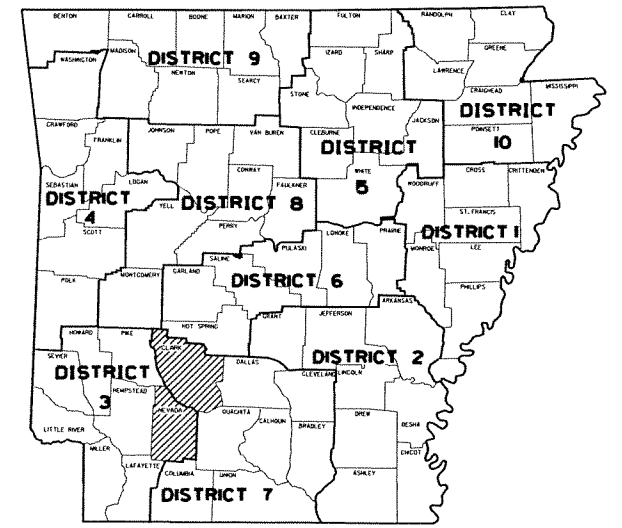 BENTON
CARROLL
BOONE
MARION
BAXTER
FULTON
RANDOLPH
CLAY
WASHINGTON
MADISON
DISTRICT 9
NEWTON
SEARCY
IZARD
SHARP
GREENE
LAWRENCE
STONE
CRAIGHEAD
MISSISSIPPI
INDEPENDENCE
DISTRICT
10
JACKSON
POINSETT
CRAWFORD
FRANKLIN
JOHNSON
POPE
VAN BUREN
CLEBURNE
DISTRICT
5
WHITE
CONWAY
FAULKNER
WOODRUFF
CROSS
CRITTENDEN
SEBASTIAN
LOGAN
DISTRICT
4
YELL
DISTRICT 8
SCOTT
PERRY
ST. FRANCIS
DISTRICT 1
PULASKI
LONOKE
PRAIRIE
MONROE
LEE
SALINE
GARLAND
DISTRICT 6
POLK
MONTGOMERY
PHILLIPS
HOT SPRING
GRANT
JEFFERSON
ARKANSAS
HOWARD
PIKE
CLARK
DALLAS
DISTRICT 2
SEVIER
DISTRICT
3
CLEVELAND
LINCOLN
HEMPSTEAD
NEVADA
OUACHITA
CALHOUN
BRADLEY
DREW
DESHA
LITTLE RIVER
MILLER
LAFAYETTE
COLUMBIA
UNION
ASHLEY
CHICOT
DISTRICT 7